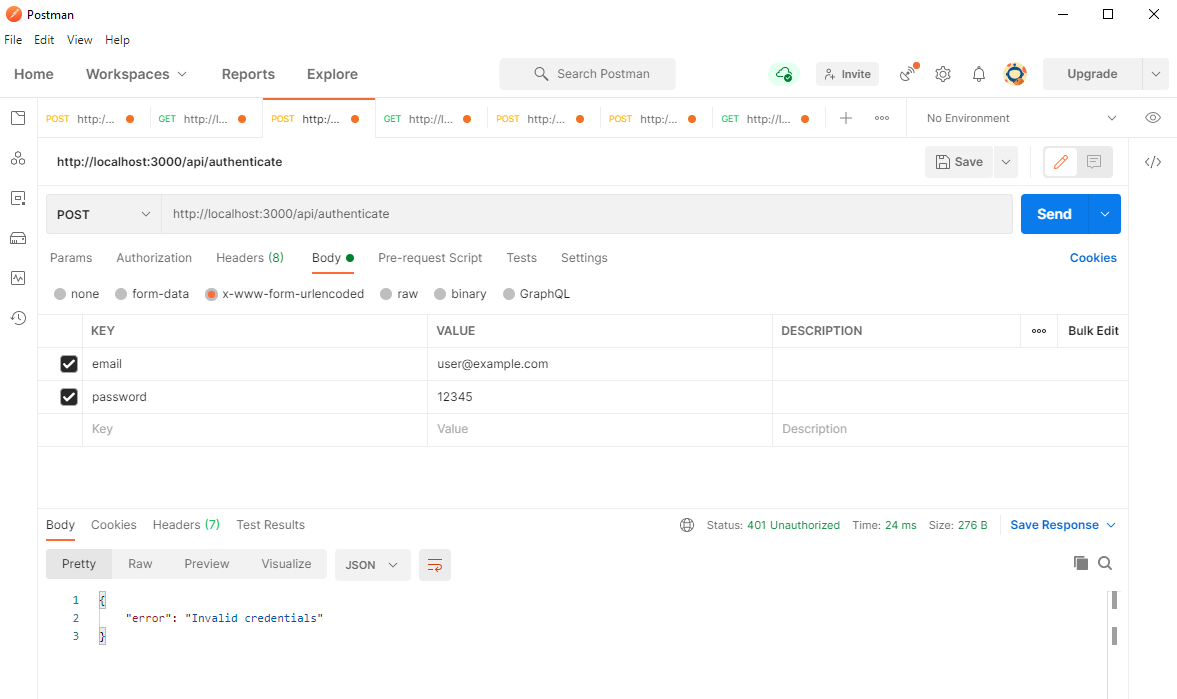 Postman
File Edit View Help
Home Workspaces Reports Explore Search Postman Invite Upgrade
POST http:/... GET http://l... POST http:/... GET http://l... POST http:/... POST http:/... GET http://l... No Environment
http://localhost:3000/api/authenticate Save
POST http://localhost:3000/api/authenticate Send
Params Authorization Headers (8) Body Pre-request Script Tests Settings Cookies
none form-data x-www-form-urlencoded raw binary GraphQL
KEY VALUE DESCRIPTION Bulk Edit
email user@example.com
password 12345
Key Value Description
Body Cookies Headers (7) Test Results Status: 401 Unauthorized Time: 24 ms Size: 276 B Save Response
Pretty Raw Preview Visualize JSON
1 {
2 "error": "Invalid credentials"
3 }